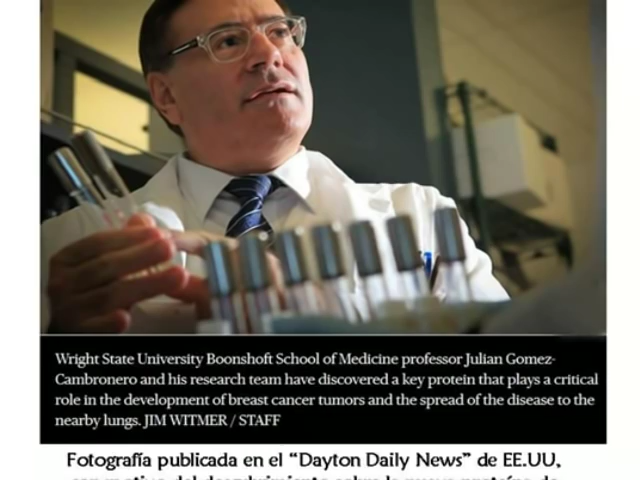 Wright State University Boonshoft School of Medicine professor Julian Gomez-
Cambronero and his research team have discovered a key protein that plays a critical
role in the development of breast cancer tumors and the spread of the disease to the
nearby lungs. JIM WITMER / STAFF
Fotografía publicada en el “Dayton Daily News” de EE.UU,